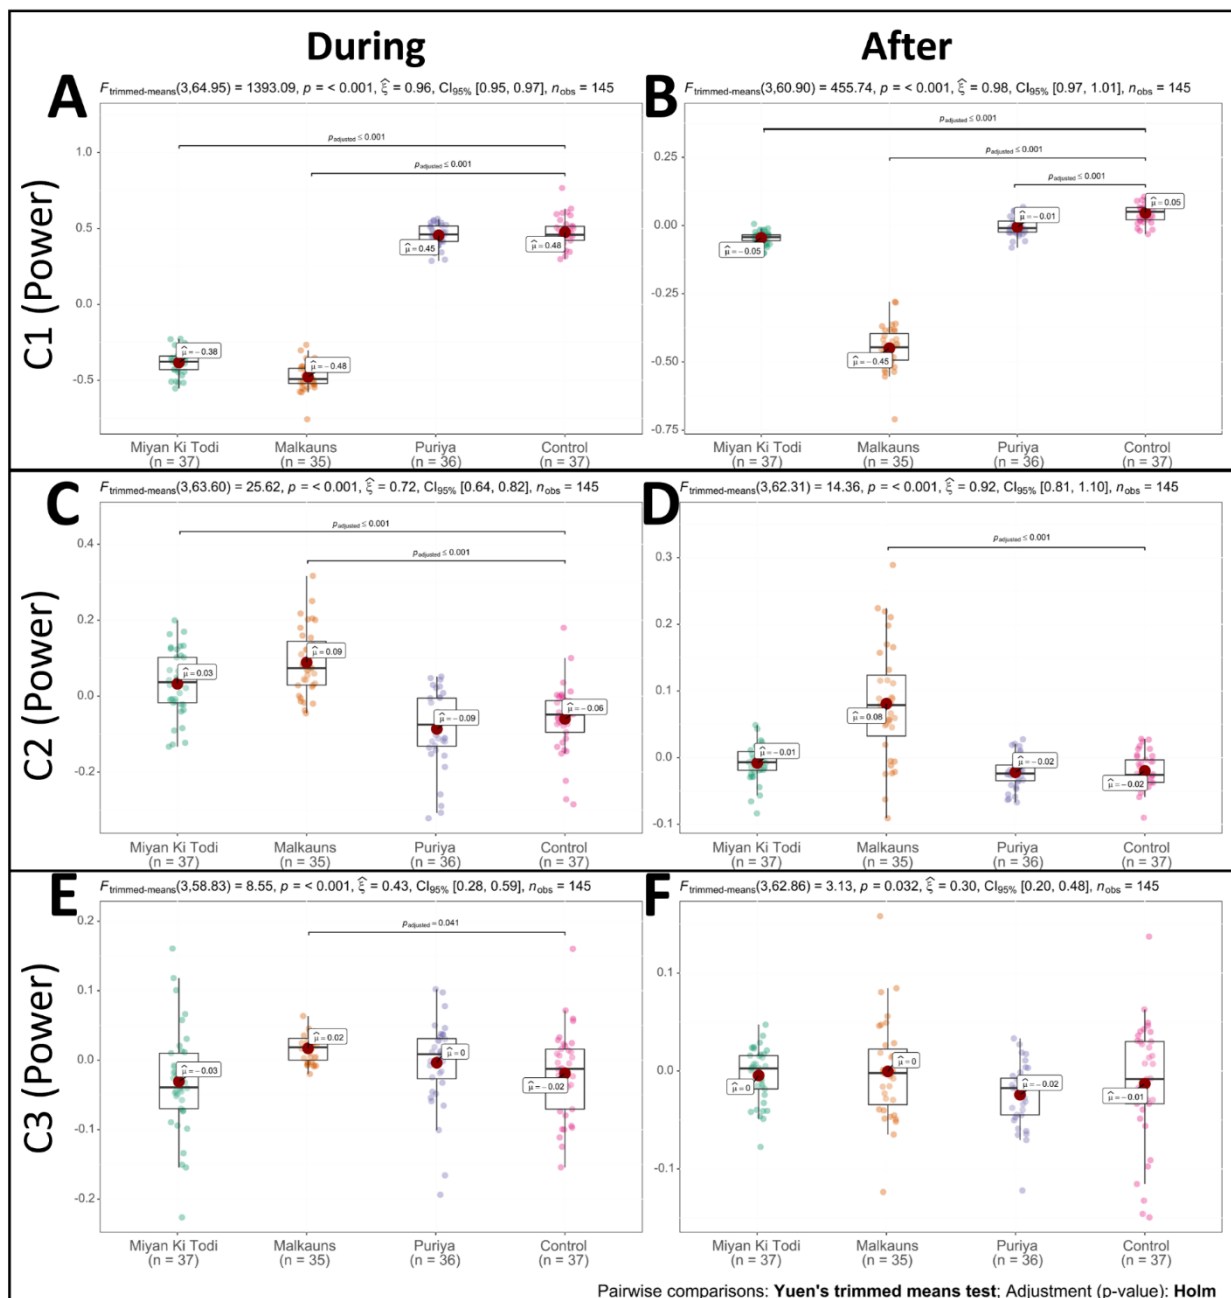 During After
A
F trimmed-means (3,64.95) = 1393.09, p = < 0.001, ξ̂ = 0.96, CI95% [0.95, 0.97], nobs = 145
C1 (Power)
1.0
0.5
0.0
-0.5
padjusted ≤ 0.001
padjusted ≤ 0.001
μ̂ = −0.38
μ̂ = −0.48
μ̂ = 0.45
μ̂ = 0.48
Miyan Ki Todi Malkauns Puriya Control
(n = 37) (n = 35) (n = 36) (n = 37)
B
F trimmed-means (3,60.90) = 455.74, p = < 0.001, ξ̂ = 0.98, CI95% [0.97, 1.01], nobs = 145
0.25
0.00
-0.25
-0.50
-0.75
padjusted ≤ 0.001
padjusted ≤ 0.001
padjusted ≤ 0.001
μ̂ = −0.05
μ̂ = −0.45
μ̂ = −0.01
μ̂ = 0.05
Miyan Ki Todi Malkauns Puriya Control
(n = 37) (n = 35) (n = 36) (n = 37)
C
F trimmed-means (3,63.60) = 25.62, p = < 0.001, ξ̂ = 0.72, CI95% [0.64, 0.82], nobs = 145
C2 (Power)
0.4
0.2
0.0
-0.2
padjusted ≤ 0.001
padjusted ≤ 0.001
μ̂ = 0.03
μ̂ = 0.09
μ̂ = −0.09
μ̂ = −0.06
Miyan Ki Todi Malkauns Puriya Control
(n = 37) (n = 35) (n = 36) (n = 37)
D
F trimmed-means (3,62.31) = 14.36, p = < 0.001, ξ̂ = 0.92, CI95% [0.81, 1.10], nobs = 145
0.3
0.2
0.1
0.0
-0.1
padjusted ≤ 0.001
μ̂ = −0.01
μ̂ = 0.08
μ̂ = −0.02
μ̂ = −0.02
Miyan Ki Todi Malkauns Puriya Control
(n = 37) (n = 35) (n = 36) (n = 37)
E
F trimmed-means (3,58.83) = 8.55, p = < 0.001, ξ̂ = 0.43, CI95% [0.28, 0.59], nobs = 145
C3 (Power)
0.2
0.1
0.0
-0.1
-0.2
padjusted = 0.041
μ̂ = −0.03
μ̂ = 0.02
μ̂ = 0
μ̂ = −0.02
Miyan Ki Todi Malkauns Puriya Control
(n = 37) (n = 35) (n = 36) (n = 37)
F
F trimmed-means (3,62.86) = 3.13, p = 0.032, ξ̂ = 0.30, CI95% [0.20, 0.48], nobs = 145
0.1
0.0
-0.1
μ̂ = 0
μ̂ = 0
μ̂ = −0.02
μ̂ = −0.01
Miyan Ki Todi Malkauns Puriya Control
(n = 37) (n = 35) (n = 36) (n = 37)
Pairwise comparisons: Yuen's trimmed means test; Adjustment (p-value): Holm